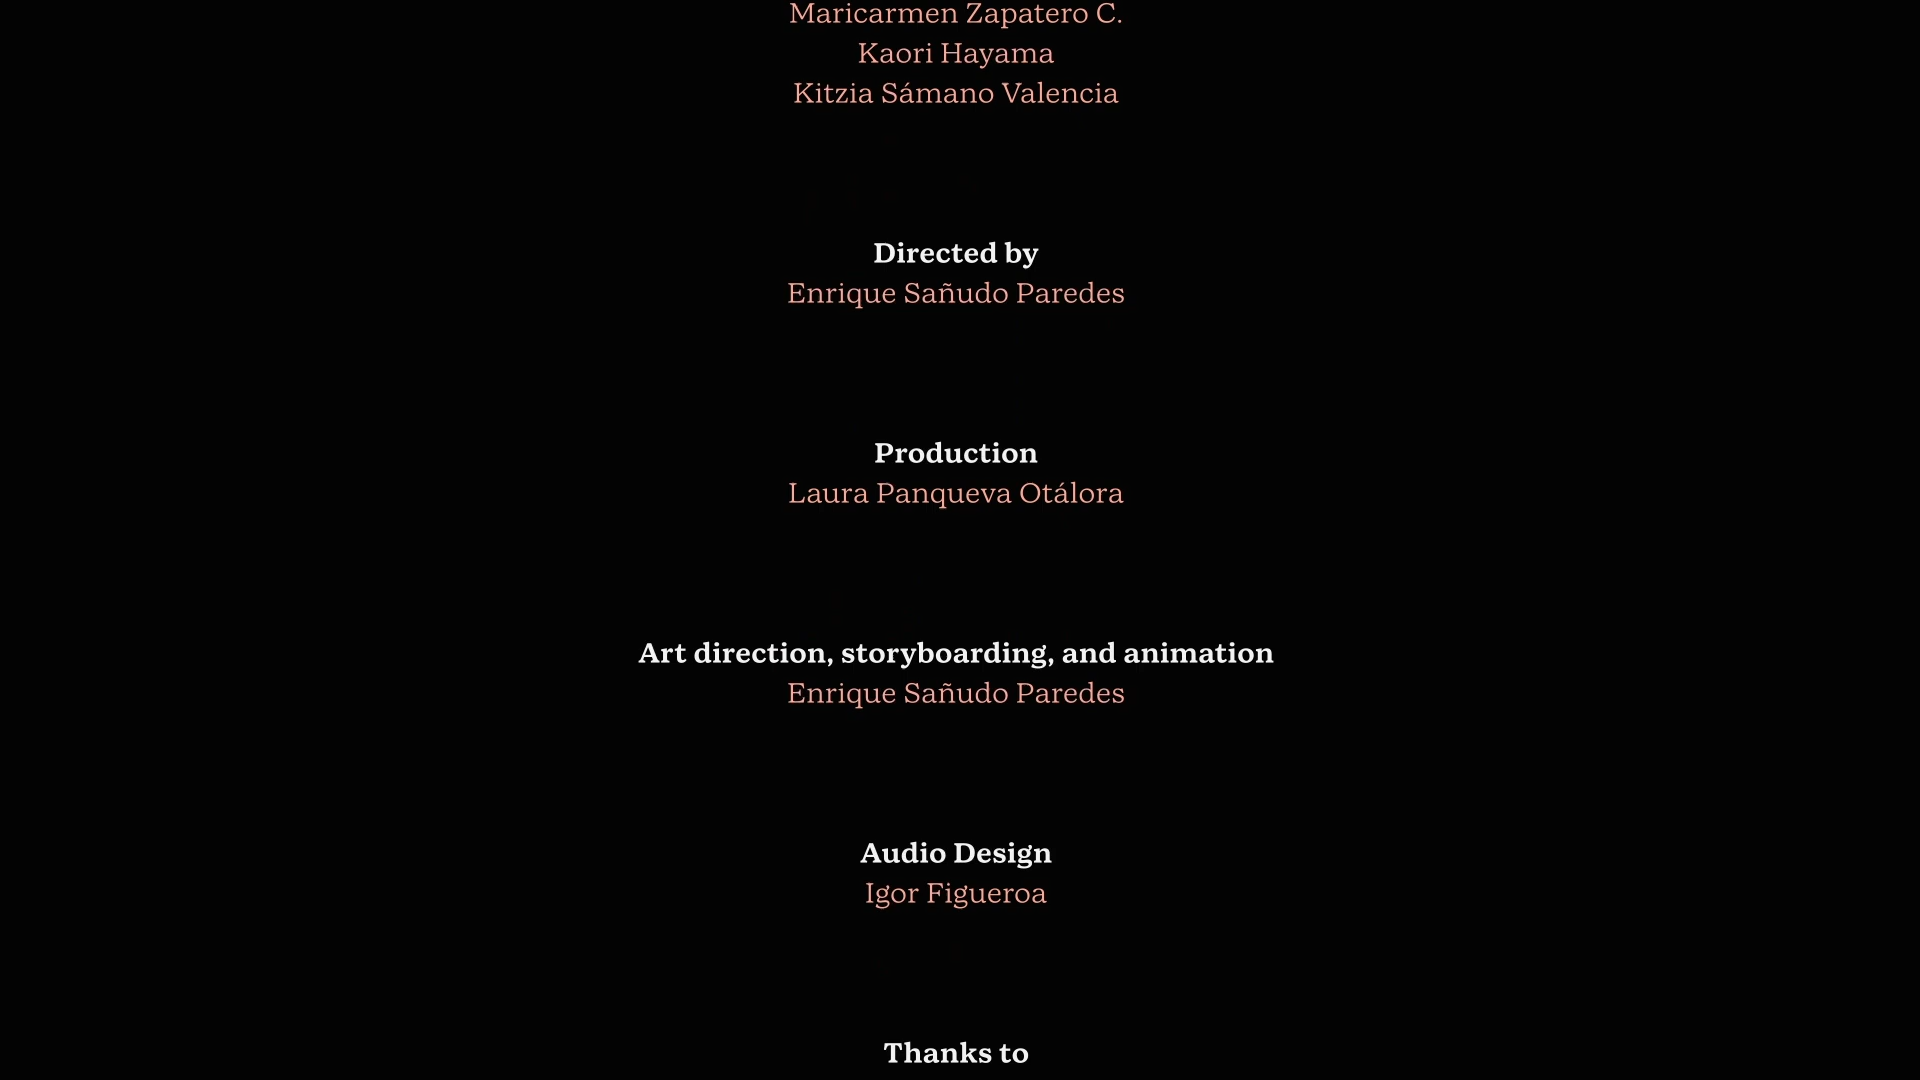 Maricarmen Zapatero C.
Kaori Hayama
Kitzia Sámano Valencia
Directed by
Enrique Sañudo Paredes
Production
Laura Panqueva Otálora
Art direction, storyboarding, and animation
Enrique Sañudo Paredes
Audio Design
Igor Figueroa
Thanks to